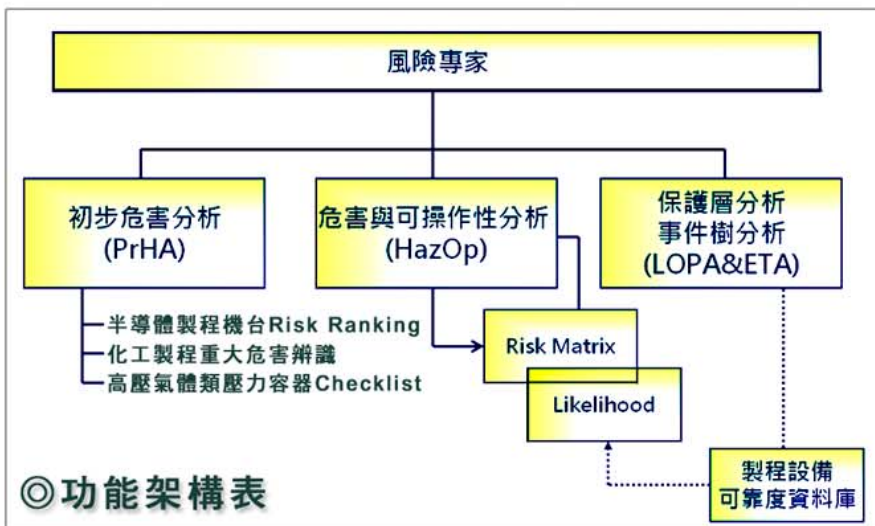 風險專家
初步危害分析
(PrHA)
危害與可操作性分析
(HazOp)
保護層分析
事件樹分析
(LOPA&ETA)
半導體製程機台Risk Ranking
化工製程重大危害辨識
高壓氣體類壓力容器Checklist
Risk Matrix
Likelihood
製程設備
可靠度資料庫
◎功能架構表